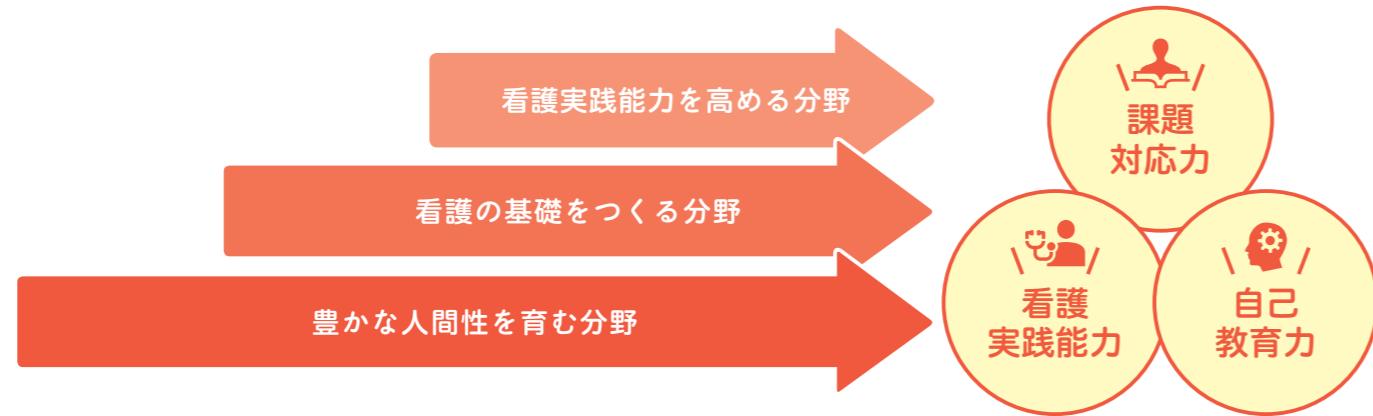 看護実践能力を高める分野
看護の基礎をつくる分野
豊かな人間性を育む分野
課題
対応力
看護
実践能力
自己
教育力